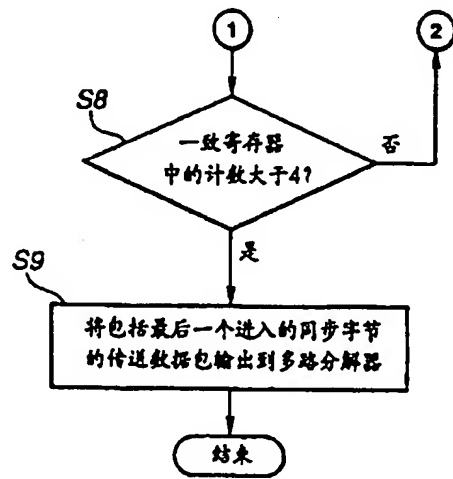 1
2
S8
一致寄存器
中的计数大于4?
否
是
S9
将包括最后一个进入的同步字节
的传送数据包输出到多路分解器
结束